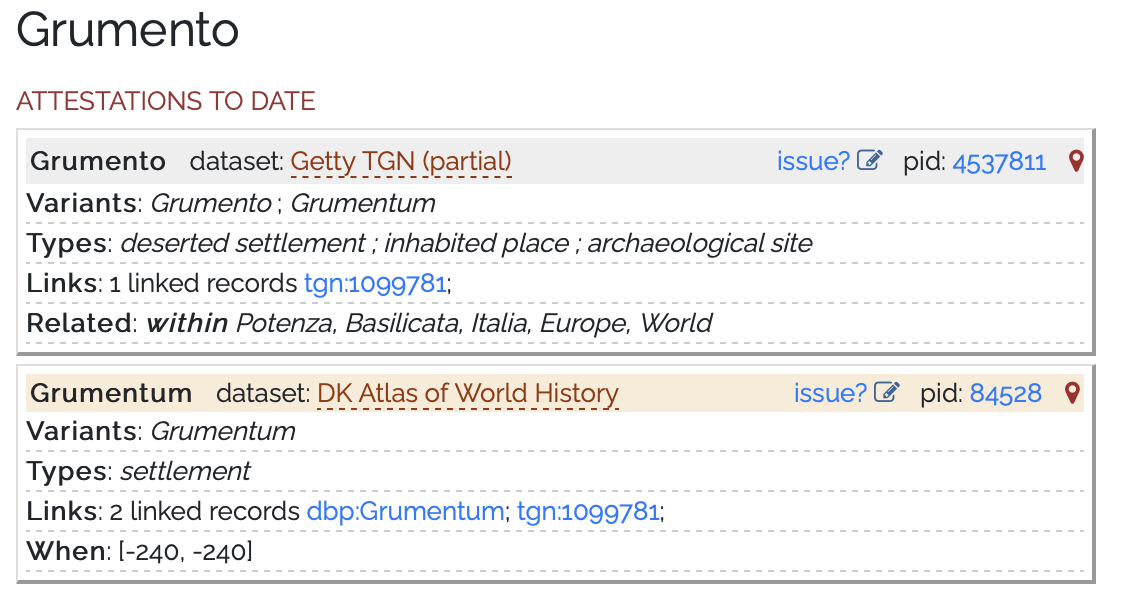 Grumento
ATTESTATIONS TO DATE
Grumento dataset: Getty TGN (partial) issue? pid: 4537811
Variants: Grumento ; Grumentum
Types: deserted settlement ; inhabited place ; archaeological site
Links: 1 linked records tgn:1099781;
Related: within Potenza, Basilicata, Italia, Europe, World
Grumentum dataset: DK Atlas of World History issue? pid: 84528
Variants: Grumentum
Types: settlement
Links: 2 linked records dbp:Grumentum; tgn:1099781;
When: [-240, -240]